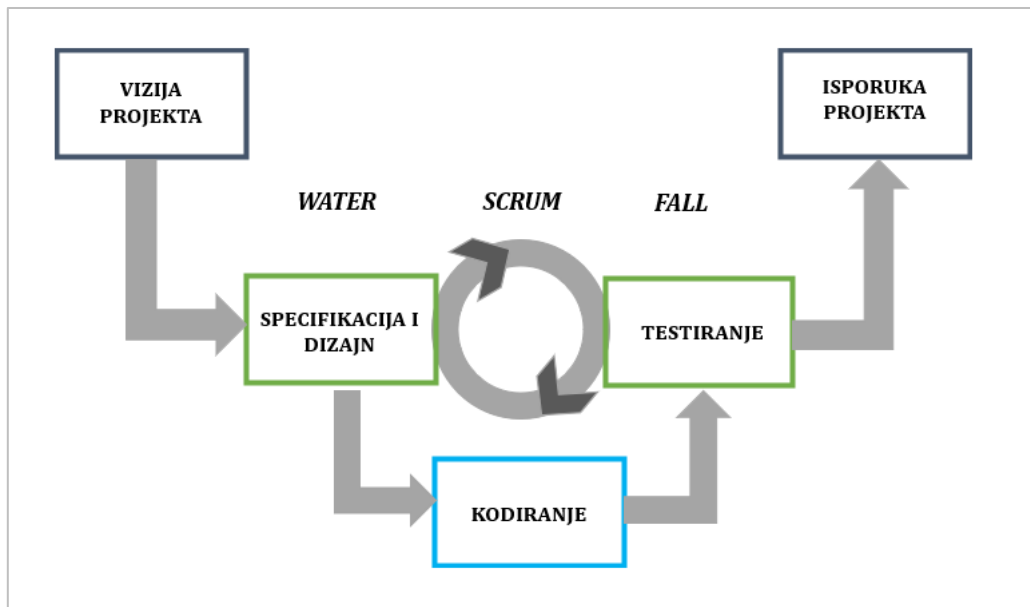 VIZIJA
PROJEKTA
ISPORUKA
PROJEKTA
WATER
SCRUM
FALL
SPECIFIKACIJA I
DIZAJN
TESTIRANJE
KODIRANJE